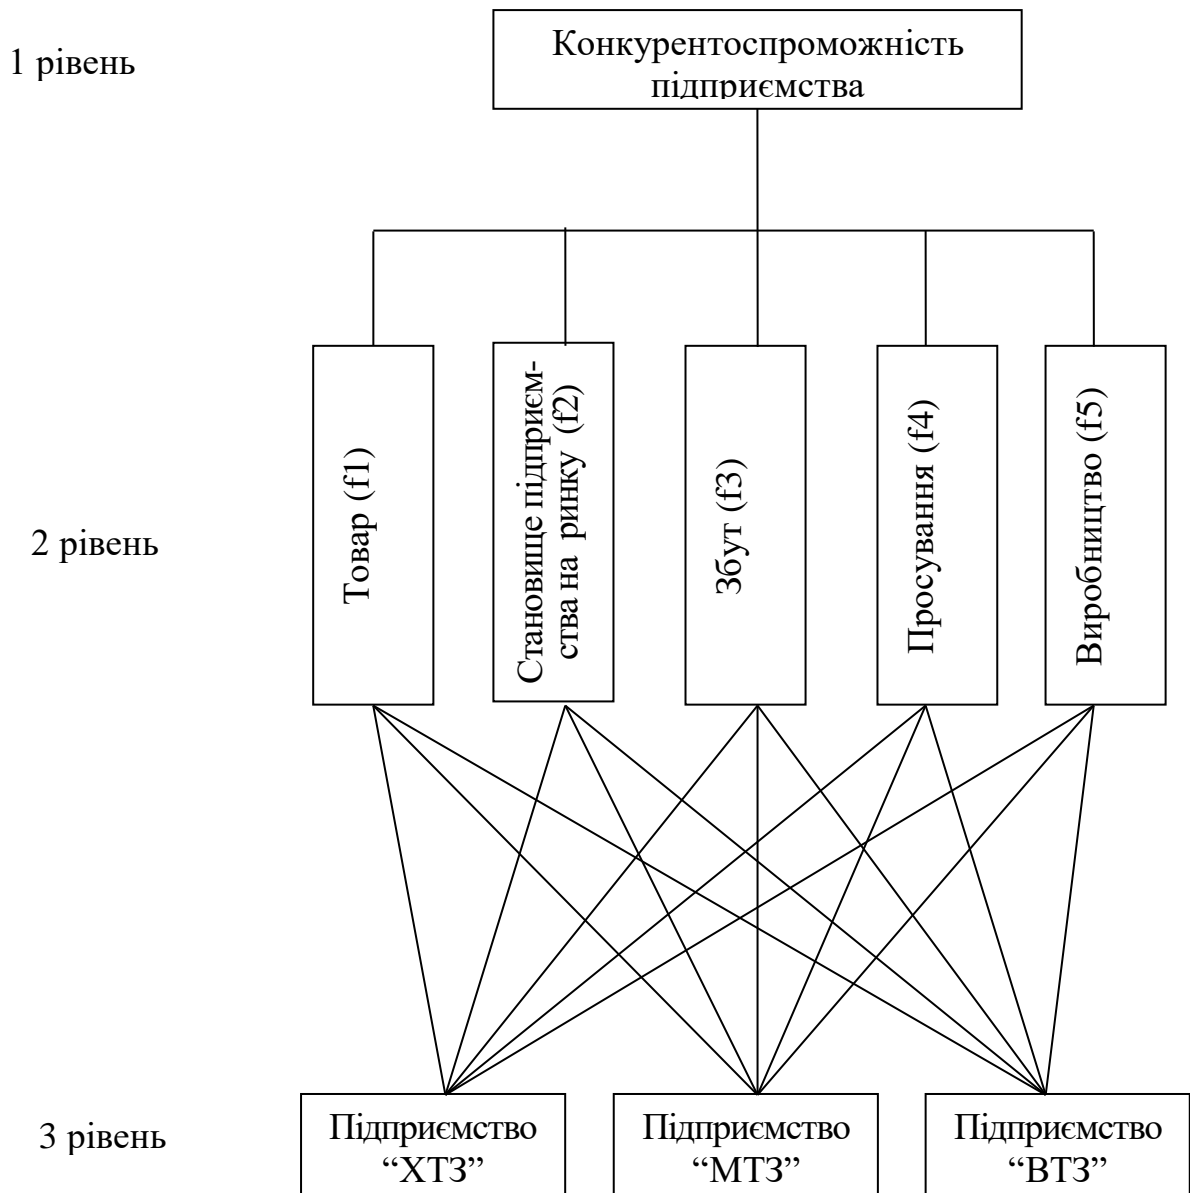 1 рівень
Конкурентоспроможність
підприємства
2 рівень
Товар (f1)
Становище підприєм-
ства на ринку (f2)
Збут (f3)
Просування (f4)
Виробництво (f5)
3 рівень
Підприємство
“ХТЗ”
Підприємство
“МТЗ”
Підприємство
“ВТЗ”